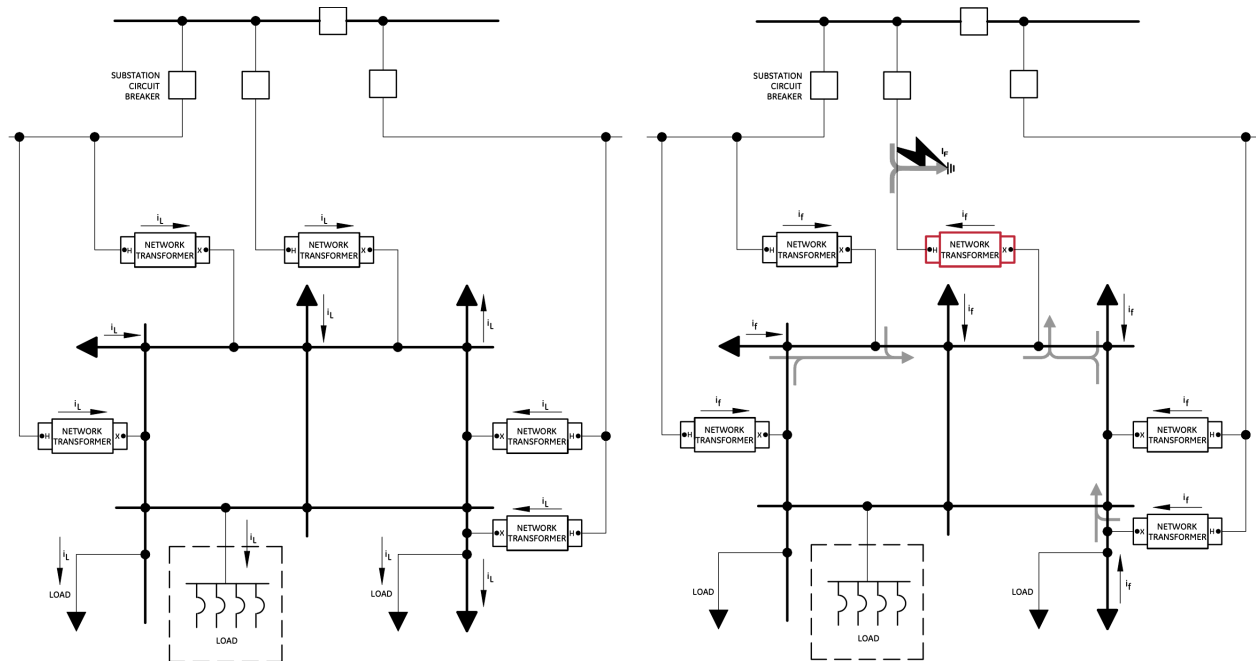 SUBSTATION
CIRCUIT
BREAKER
iL
H NETWORK TRANSFORMER X
iL
H NETWORK TRANSFORMER X
iL
iL
iL
iL
H NETWORK TRANSFORMER X
iL
X NETWORK TRANSFORMER H
iL
X NETWORK TRANSFORMER H
iL
LOAD
iL
LOAD
iL
LOAD
iL
SUBSTATION
CIRCUIT
BREAKER
IF
if
H NETWORK TRANSFORMER X
if
H NETWORK TRANSFORMER X
if
if
if
if
H NETWORK TRANSFORMER X
if
X NETWORK TRANSFORMER H
if
X NETWORK TRANSFORMER H
LOAD
LOAD
LOAD
if